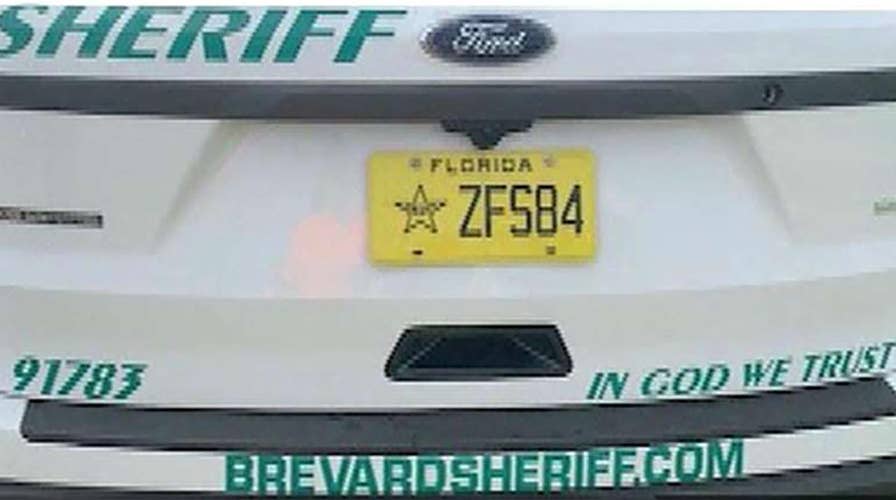 SHERIFF
Ford
FLORIDA
ZFS84
91783
IN GOD WE TRUST
BREVARDSHERIFF.COM